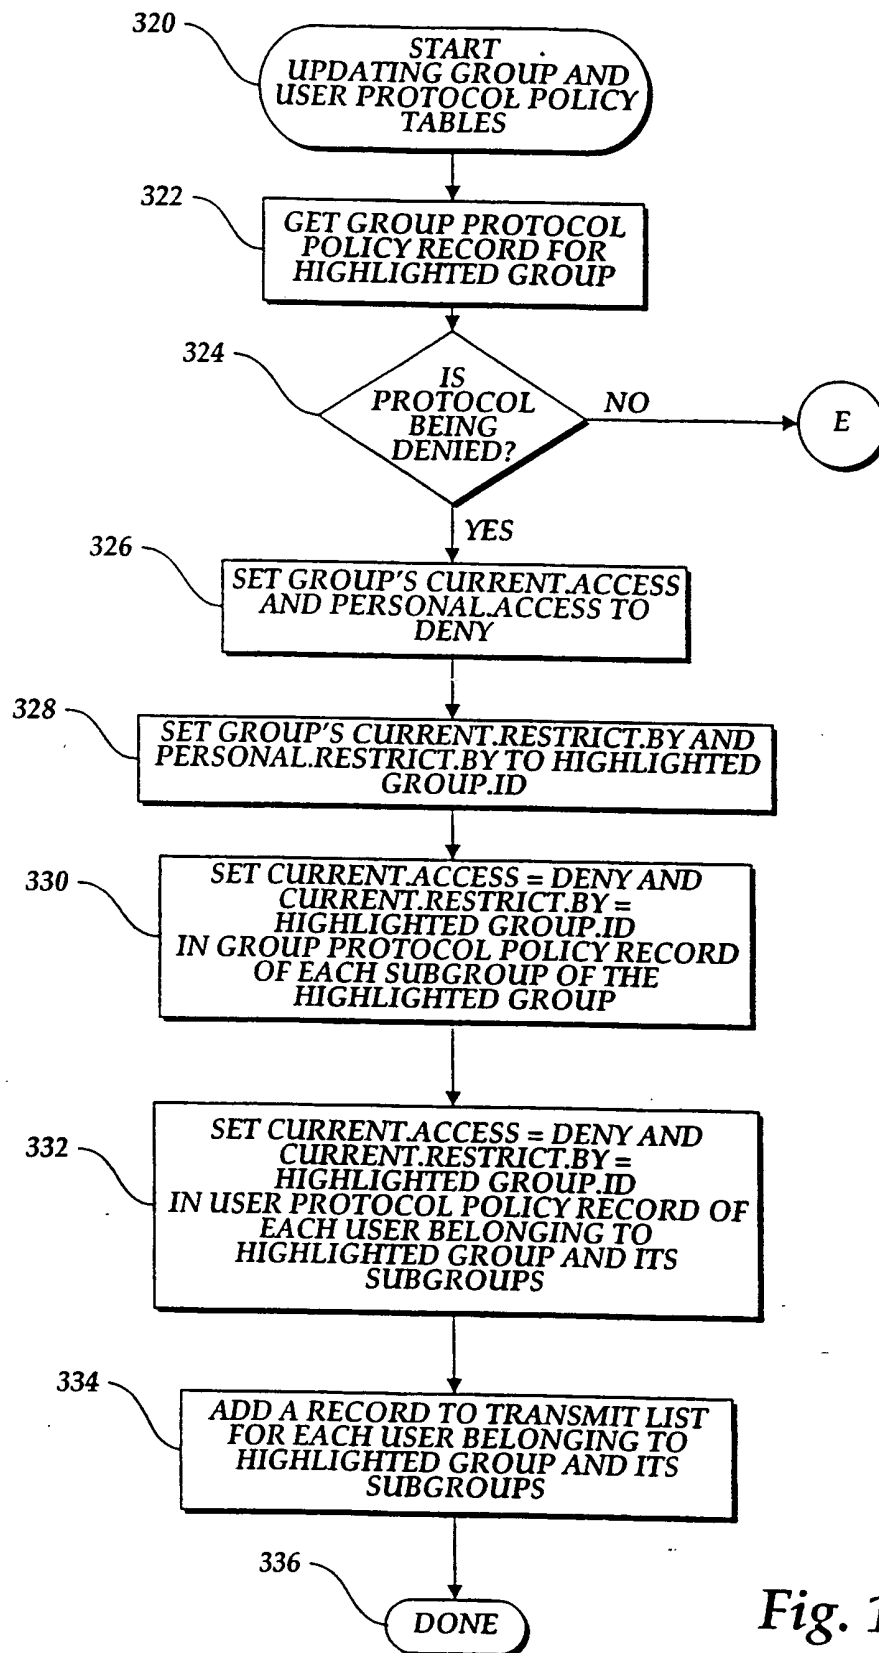 320
START
UPDATING GROUP AND
USER PROTOCOL POLICY
TABLES
322
GET GROUP PROTOCOL
POLICY RECORD FOR
HIGHLIGHTED GROUP
324
IS
PROTOCOL
BEING
DENIED?
NO
E
YES
326
SET GROUP'S CURRENT.ACCESS
AND PERSONAL.ACCESS TO
DENY
328
SET GROUP'S CURRENT.RESTRICT.BY AND
PERSONAL.RESTRICT.BY TO HIGHLIGHTED
GROUP.ID
330
SET CURRENT.ACCESS = DENY AND
CURRENT.RESTRICT.BY =
HIGHLIGHTED GROUP.ID
IN GROUP PROTOCOL POLICY RECORD
OF EACH SUBGROUP OF THE
HIGHLIGHTED GROUP
332
SET CURRENT.ACCESS = DENY AND
CURRENT.RESTRICT.BY =
HIGHLIGHTED GROUP.ID
IN USER PROTOCOL POLICY RECORD OF
EACH USER BELONGING TO
HIGHLIGHTED GROUP AND ITS
SUBGROUPS
334
ADD A RECORD TO TRANSMIT LIST
FOR EACH USER BELONGING TO
HIGHLIGHTED GROUP AND ITS
SUBGROUPS
336
DONE
Fig. 1